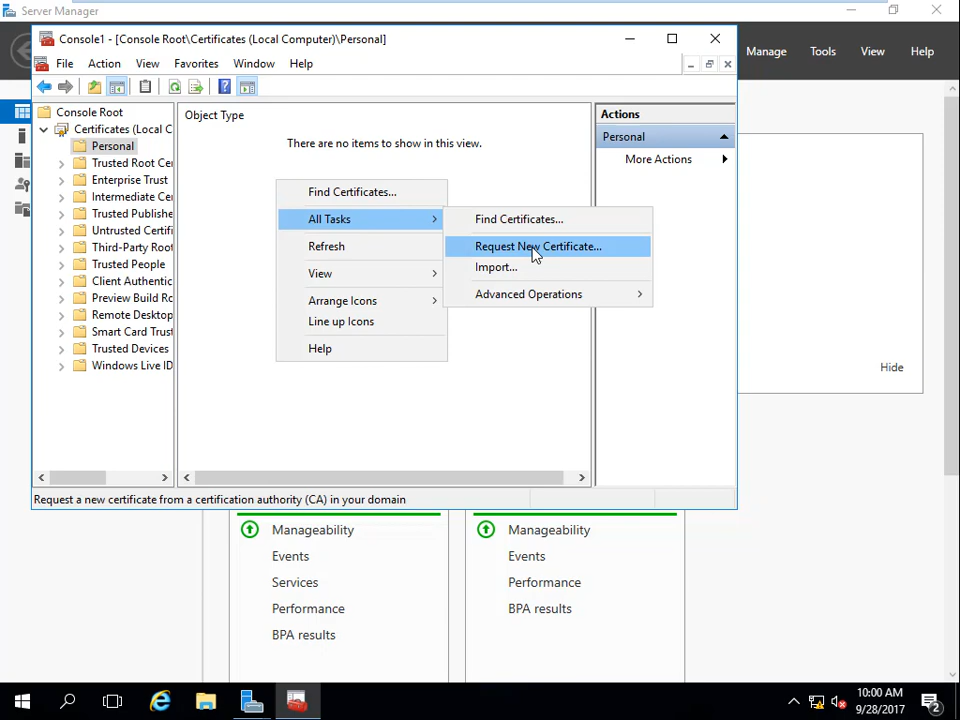 Server Manager
Console1 - [Console Root\Certificates (Local Computer)\Personal]
Manage
Tools
View
Help
File
Action
View
Favorites
Window
Help
Console Root
Certificates (Local C
Personal
Trusted Root Cer
Enterprise Trust
Intermediate Cer
Trusted Publishe
Untrusted Certifi
Third-Party Root
Trusted People
Client Authentic
Preview Build Ro
Remote Desktop
Smart Card Trust
Trusted Devices
Windows Live ID
Object Type
There are no items to show in this view.
Find Certificates...
All Tasks
Refresh
View
Arrange Icons
Line up Icons
Help
Find Certificates...
Request New Certificate...
Import...
Advanced Operations
Actions
Personal
More Actions
Hide
Request a new certificate from a certification authority (CA) in your domain
Manageability
Events
Services
Performance
BPA results
Manageability
Events
Performance
BPA results
10:00 AM
9/28/2017
2